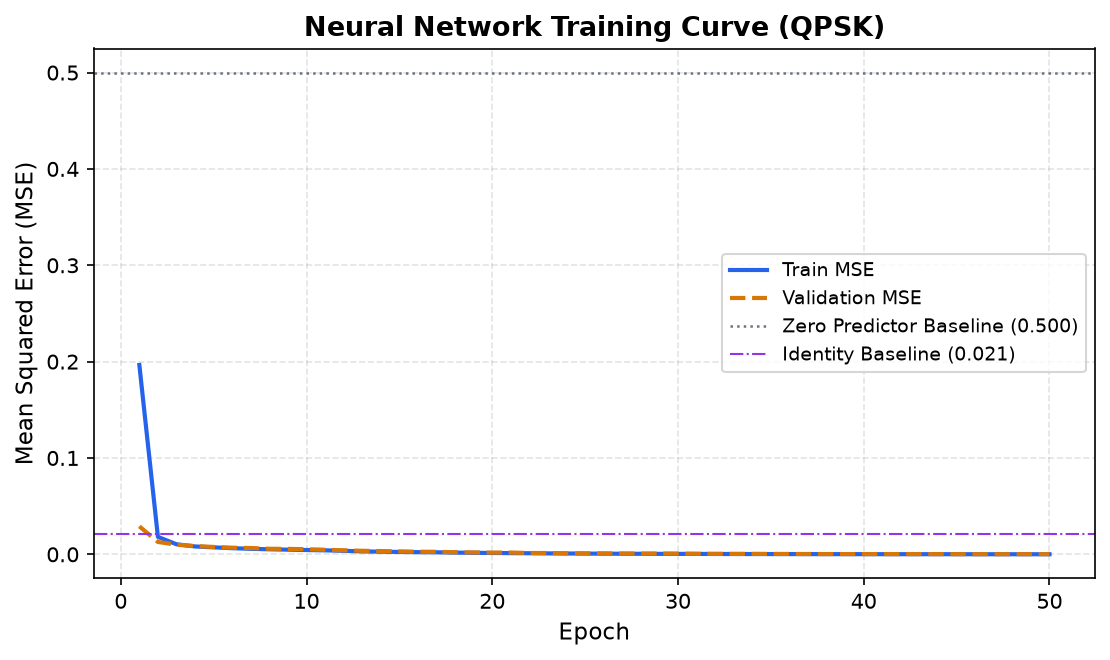 Neural Network Training Curve (QPSK)
Mean Squared Error (MSE)
0.5
0.4
0.3
0.2
0.1
0.0
Train MSE
Validation MSE
Zero Predictor Baseline (0.500)
Identity Baseline (0.021)
0 10 20 30 40 50
Epoch